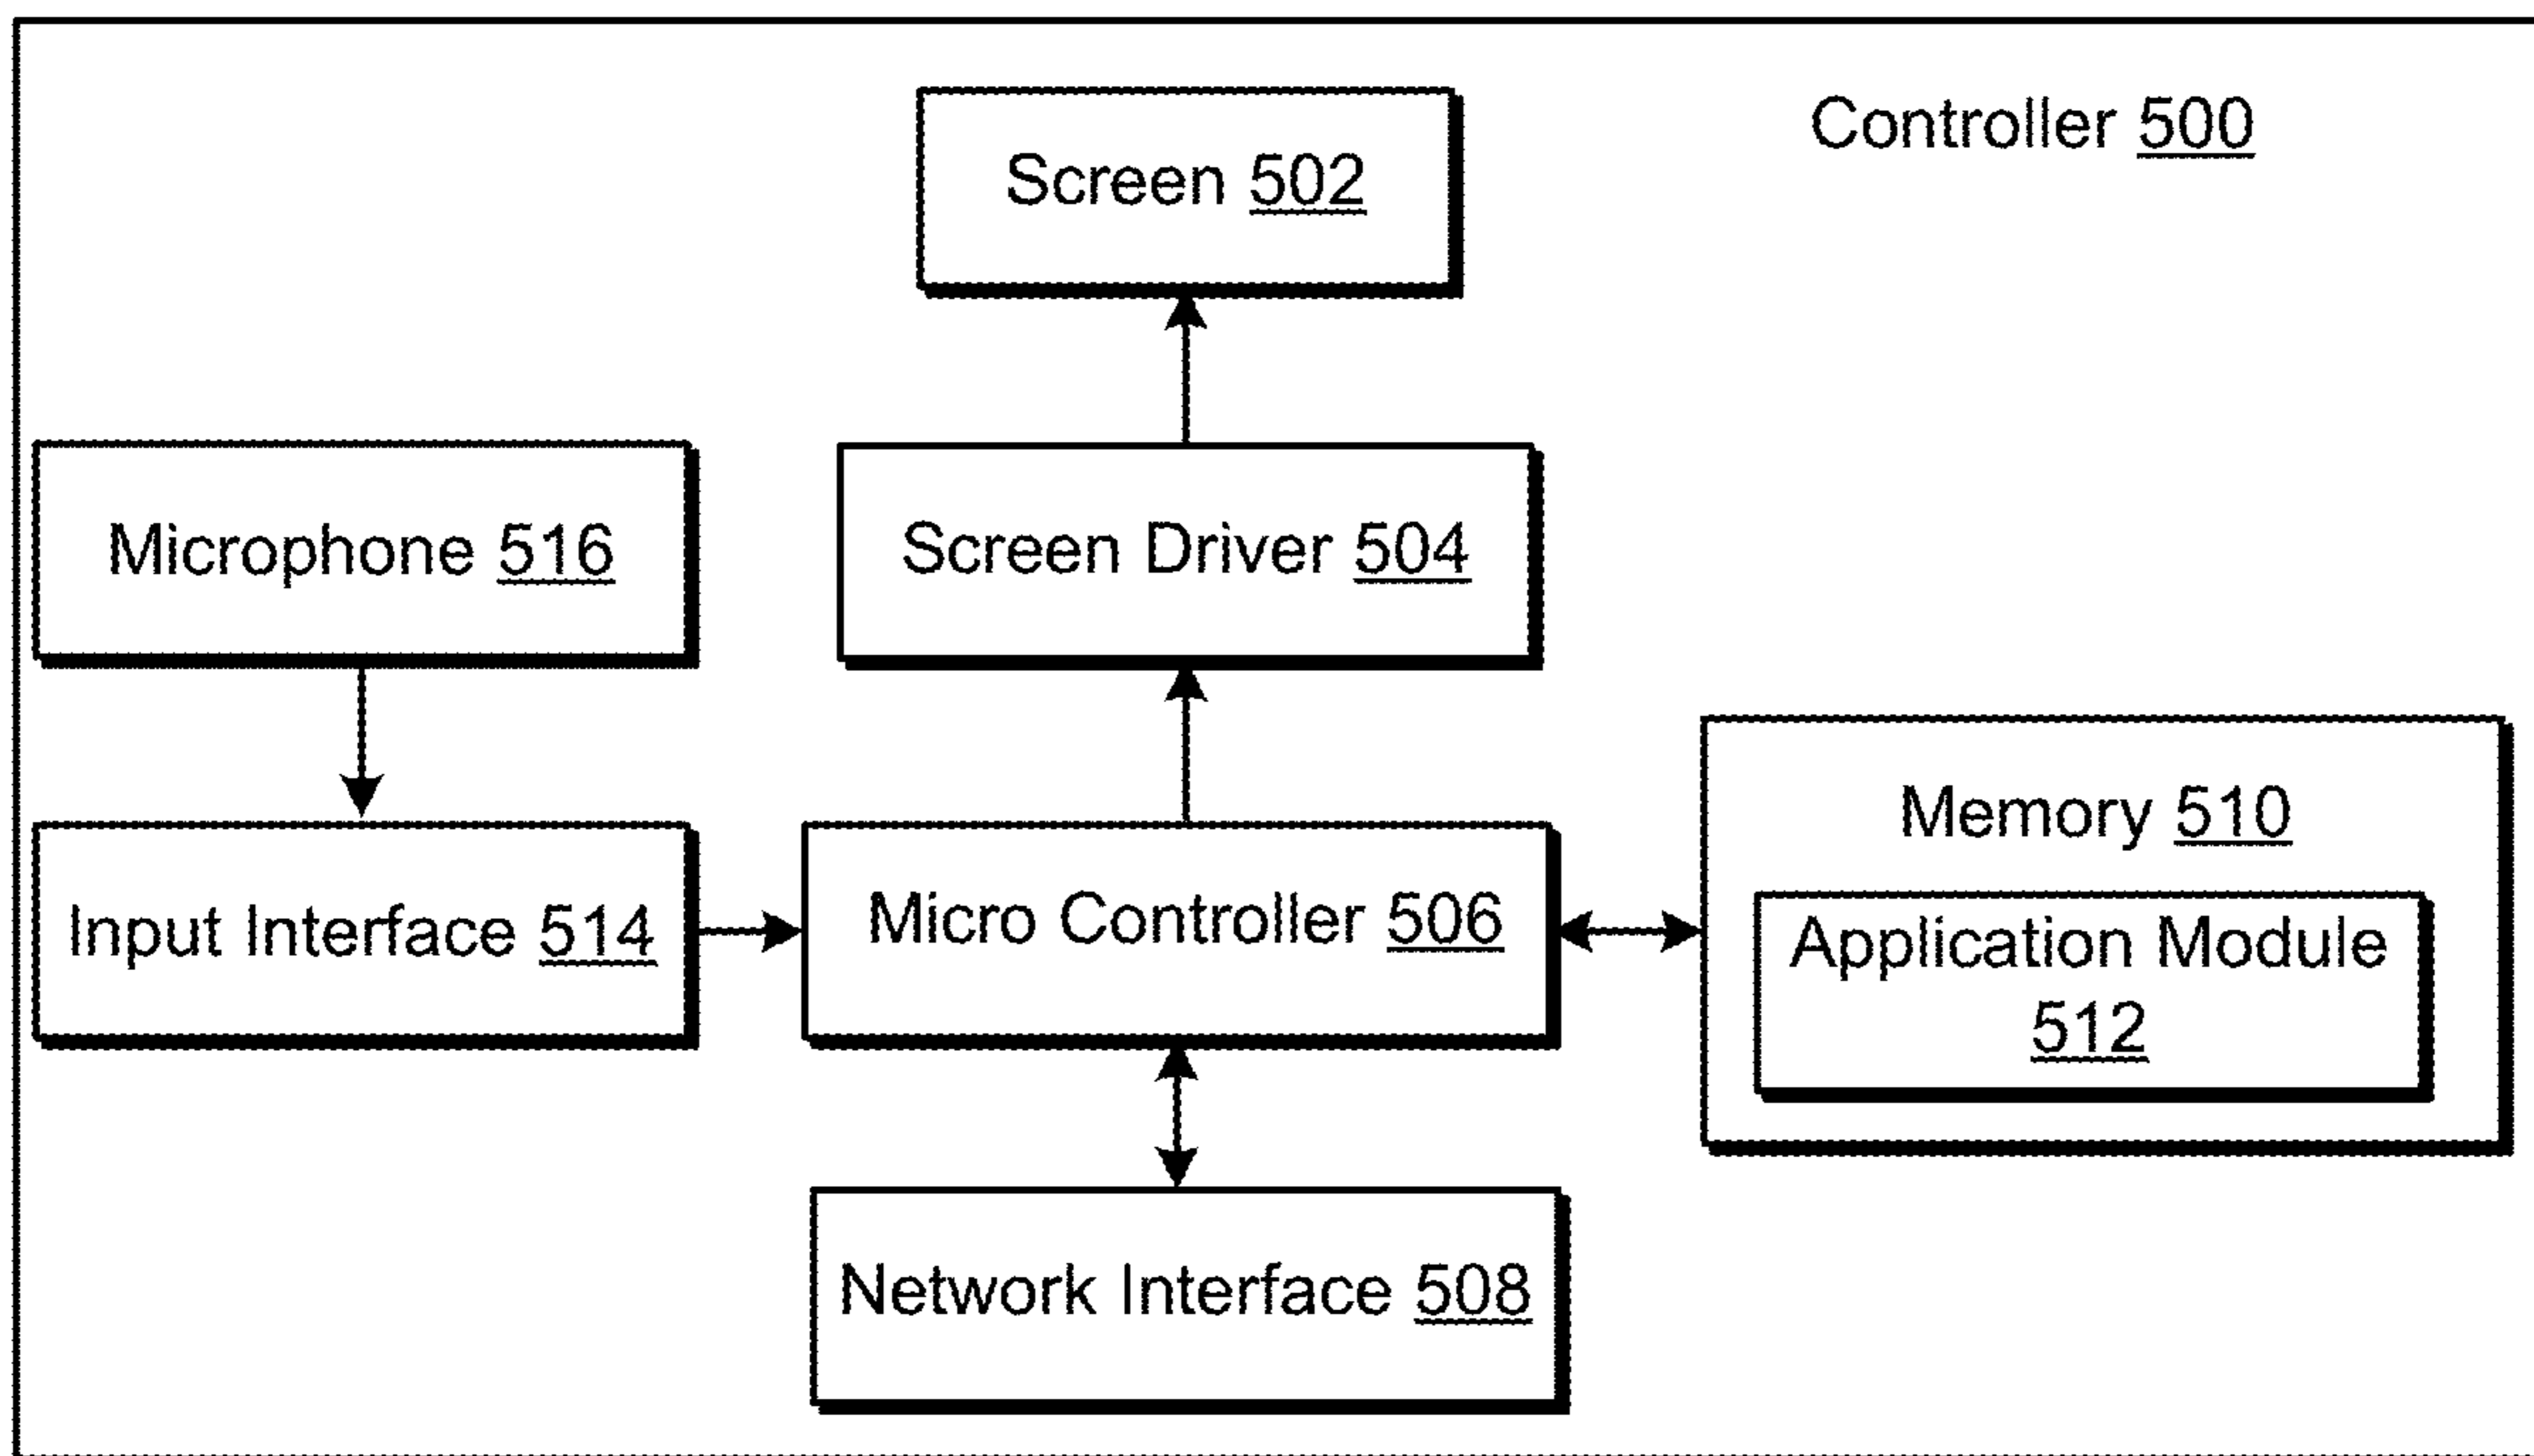 Controller 500
Screen 502
Microphone 516
Screen Driver 504
Memory 510
Input Interface 514
Micro Controller 506
Application Module
512
Network Interface 508